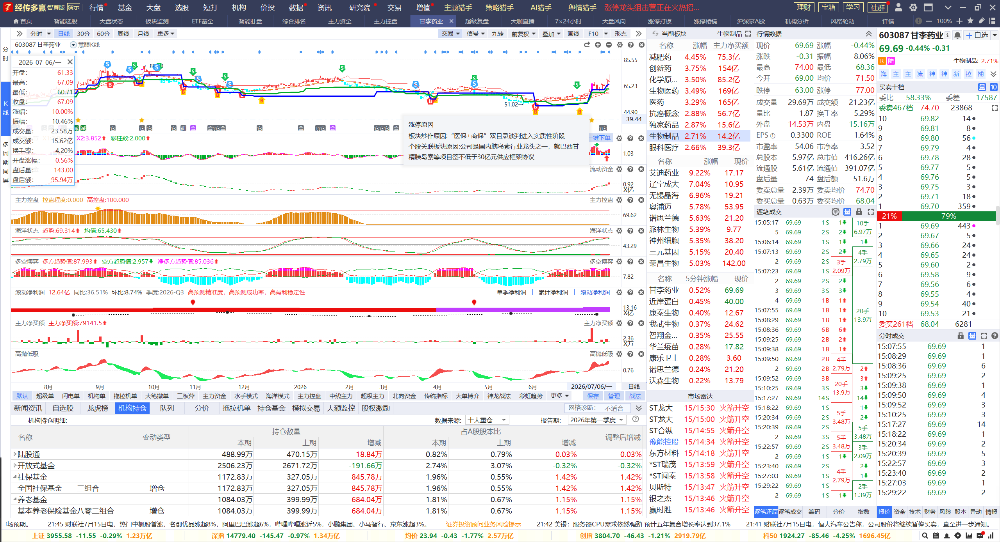 经传多赢 智尊版 演示 行情 基金 大盘 选股 短打 机构 价投 数据 资讯 研究院 交易 增值 主题猎手 策略猎手 AI猎手 舆情猎手 涨停龙头狙击营正在火热招... 理财 宝箱 学习 社群
首页 智能选股 大盘状态 板块监测 ETF基金 智能盯盘 综合排名 主力资金 主力控盘 甘李药业 超级复盘 大咖直播 7×24小时 大盘风向 涨停打板 涨停棱镜 沪深京A股 机构分析 风格轮动 详情 100%
分时 日线 30分 60分 周线 月线 更多 交易 信号 九转 前复权 叠加 画线 F10 形态
603087 甘李药业 慧眼K线
分时
K线
多周期同屏
2026-07-06/一
开盘: 61.33
最高: 67.09
最低: 60.71
收盘: 67.09
涨幅: 10.00%
振幅: 10.46%
成交量: 23.58万
成交额: 15.62亿
换手率: 4.20%
开盘涨幅: 0.56%
盘后量: 143.00
盘后额: 95.94万
85.55
65.23
51.02
44.90
39.44
涨停原因
板块炒作原因:“医保+商保”双目录谈判进入实质性阶段
个股关联板块原因:公司是国内胰岛素行业龙头之一，就巴西甘
精胰岛素等项目签不低于30亿元供应框架协议
X2:3.852 彩柱数:2.000 一键下单
1.03
流动资金
0.92
X亿
主力控盘 控盘程度:0.000 高控盘:100.000 主力控盘
69.62
海洋状态 趋势:69.314 均值:65.430 海洋状态
43.29
多空博弈 多方趋势值:87.993 空方趋势值:2.957 净多方趋势值:85.036 多空博弈
7.82
滚动净利润 12.64亿 同比:36.51% 环比:8.74% 季度:2026-Q3 高预测精准度，高预测成功率，高盈利稳定性 单季净利润 | 累计净利润 | 滚动净利润
13.16
X亿
主力净买额 主力净买额:79141.5 主力净买额
2.36
X万
高抛低吸 高抛低吸
0.76
8月 9月 10月 11月 12月 2026 2月 3月 4月 5月 6月 2026/07/06/一 日线
默认 超级单 闪电单 机构单 拖拉机单 大笔撤单 三板斧 主力资金 水手模式 海洋模式 主力控盘 中线主力 超级主力 北向资金 传统指标 大单博弈 神龙战法 彩虹趋势 更多 保存 管理 战法
新闻资讯 自选股 龙虎榜 机构持仓 队列 分价 拖拉机单 持仓基金 模拟交易 大额监控 股权激励 网格诊断: 不适合
机构持仓明细: 数据来源: 十大重仓 报告期: 2026年第一季度
名称 变动类型 持仓数量 占A股股本比 调整后增减
本期 上期 增减 本期 上期 增减
陆股通 488.99万 470.15万 18.84万 0.82% 0.79% 0.03% 0.03%
开放式基金 2506.23万 2671.72万 -191.66万 2.74% 3.07% -0.32% -0.32%
社保基金 1172.83万 327.05万 845.78万 1.96% 0.55% 1.42% 1.42%
全国社保基金一一三组合 增仓 1172.83万 327.05万 845.78万 1.96% 0.55% 1.42% 1.42%
养老基金 1084.03万 399.99万 684.04万 1.81% 0.67% 1.15% 1.15%
基本养老保险基金八零二组合 增仓 1084.03万 399.99万 684.04万 1.81% 0.67% 1.15% 1.15%
当前板块 生物制品
名称 涨幅 主力净买额
减肥药 4.45% 75.3亿
创新药 3.75% 154亿
化学原... 3.50% 85.2亿
生物医药 3.49% 169亿
医药 3.29% 165亿
抗癌概念 2.88% 56.7亿
独家药品 2.87% 15.6亿
生物制品 2.71% 14.2亿
眼科医疗 2.66% 39.3亿
名称 涨幅 现价
艾迪药业 9.22% 17.17
辽宁成大 7.04% 10.95
无锡晶海 6.96% 19.21
奥浦迈 5.78% 53.95
诺思兰德 5.63% 21.20
派林生物 5.39% 9.77
神州细胞 5.35% 38.20
三元基因 5.15% 20.40
荣昌生物 5.03% 142.00
名称 5分钟涨幅 现价
甘李药业 0.52% 69.69
近岸蛋白 0.45% 40.00
康泰生物 0.40% 12.67
我武生物 0.37% 24.62
智翔金... 0.35% 25.55
华兰疫苗 0.28% 17.82
康乐卫士 0.28% 3.60
诺思兰德 0.24% 21.20
沃森生物 0.22% 13.79
市场雷达
ST龙大 15/15:30 火箭升空
ST龙大 15/15:00 火箭升空
ST合纵 15/14:55 火箭升空
豫能控股 15/14:34 火箭升空
东方材料 15/14:18 火箭升空
*ST瑞茂 15/13:59 火箭升空
*ST闻泰 15/13:58 火箭升空
贝斯特 15/13:47 火箭升空
银之杰 15/13:46 火箭升空
赢时胜 15/13:46 火箭升空
行情数据
现价 69.69 涨幅 -0.44%
涨跌 -0.31 振幅 8.06%
最高 74.00 最低 68.36
今开 69.00 均价 71.50
跌停 63.00 涨停 77.00
成交量 29.69万 成交额 21.23亿
量比 1.87 换手率 5.29%
外盘 14.53万 内盘 15.16万
EPS ① 0.3300 ROE 1.64%
市盈率 54.06 市净率 3.52
总股本 5.97亿 总市值 416.26亿
流通股 5.61亿 流通值 391.07亿
盘后量 74 盘后额 51.6万
委卖总量 2.39万 委卖均价 74.70
委买总量 0.63万 委买均价 68.04
逐笔成交 量
15:05:17 69.69 1 S 1
5 69.69 2 S 2
15:06:14 69.69 1 S 1 1
15:07:13 69.69 2 S 2
2 69.69 2 S
15:07:23 69.69 1 S
2 69.69 2 S 2
3 69.69 3 S 3
4 69.69 1 B 1
15:07:55 69.69 1 B 1
15:08:29 69.69 1 B 1
15:08:36 69.69 6 B 6
15:09:25 69.69 2 B 2
15:09:38 69.69 1 B 1
15:09:50 69.69 2 B
2 69.69 2 B 2
15:09:52 69.69 3 B 3
15:10:25 69.69 3 S 3
15:17:27 69.69 14 S 14
15:18:22 69.69 1 S 1
15:20:34 69.69 2 S 2
15:20:39 69.69 2 S
2 69.69 3 S
15:22:57 69.69 2 S
2 69.69 1 S 1
15:23:40 69.69 2 S 2
15:27:03 69.69 1 S 1
15:29:22 69.69 1 S
2 69.69 1 S 1
3手
2.09万
4手
2.79万
20手
13.9万
5手
3.48万
5手
3.48万
4手
2.79万
10手
6.97万
4手
2.79万
20手
13.9万
5手
3.48万
3手
2.09万
2手
1.39万
逐笔还原 逐笔成交 筹码 分价 指数
603087 甘李药业 自选
69.69 -0.44% -0.31
R 陆 生物制品: 2.71%
海 主 主 流 神 神 新 拉 捕
买卖十档 量 10
委比 -58.33% 委差 -17587
委卖467档 74.70 23868
10 69.82 14
9 69.81 8
8 69.80 56
7 69.79 4
6 69.78 28
5 69.77 5
4 69.76 5
3 69.75 3
2 69.71 18
1 69.70 359
21% 79%
1 69.69 443
2 69.67 5
3 69.66 24
4 69.65 24
5 69.60 2
6 69.58 9
7 69.56 6
8 69.55 4
9 69.54 40
10 69.53 21
委买261档 68.04 6281
分时成交 量
15:07:55 69.69 1
15:08:29 69.69 1
15:08:36 69.69 6
15:09:25 69.69 2
15:09:38 69.69 1
15:09:50 69.69 4
15:09:52 69.69 3
15:10:25 69.69 3
15:17:27 69.69 14
15:18:22 69.69 1
15:20:34 69.69 2
15:20:39 69.69 5
15:22:57 69.69 3
15:23:40 69.69 2
15:27:03 69.69 1
15:29:22 69.69 2
报价 资金 技术 财务 风险 股本 异动 情报
市场预期。 21:45 财联社7月15日电，热门中概股普涨，名创优品涨超8%，阿里巴巴涨超6%，哔哩哔哩涨近5%，小鹏集团、小马智行、京东涨超3%。 证券投资顾问业务风险提示 21:42 美银：服务器CPU需求依然强劲 预计五年复合增长率达到37.1% 21:41 财联社7月15日电，恒大汽车公告称，公司股份将继续暂停买卖，直至进一步通知。
上证 3955.58 -11.55 -0.29% 1.23万亿 深指 14779.40 -145.47 -0.97% 1.34万亿 均价 23.94 -0.43 -1.77% 2.57万亿 创指 3804.70 -46.43 -1.21% 2919.79亿 科50 1924.27 -85.46 -4.25% 1696.45亿